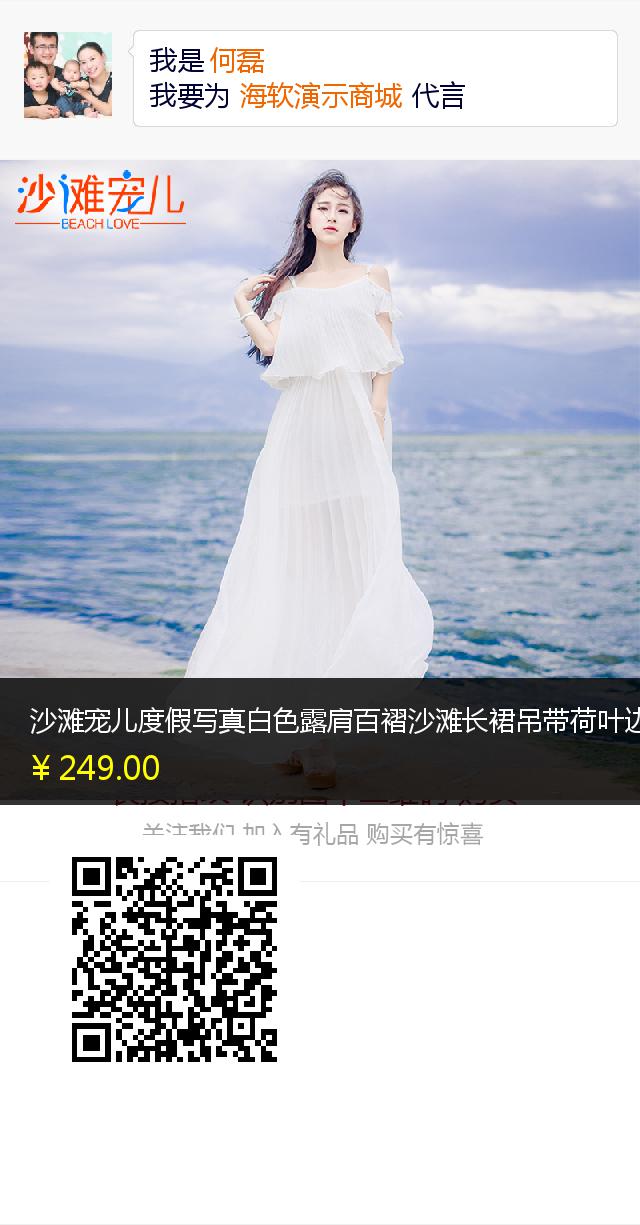 我是 何磊
我要为 海软演示商城 代言
沙滩宠儿
BEACH LOVE
沙滩宠儿度假写真白色露肩百褶沙滩长裙吊带荷叶边
¥ 249.00
关注我们 加入有礼品 购买有惊喜